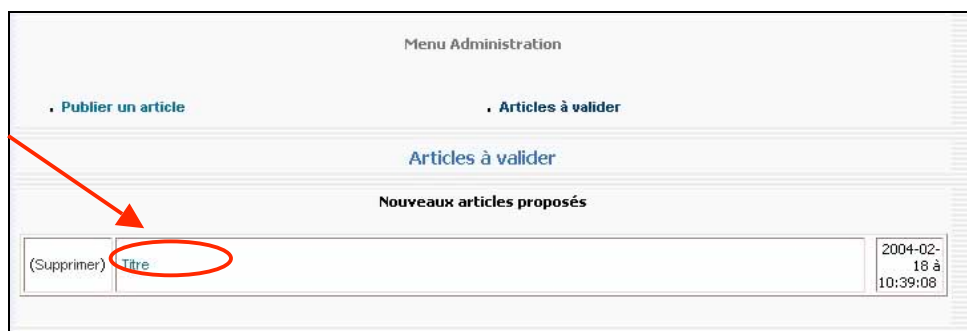 Menu Administration
. Publier un article
. Articles à valider
Articles à valider
Nouveaux articles proposés
(Supprimer) Titre 2004-02-
18 à
10:39:08